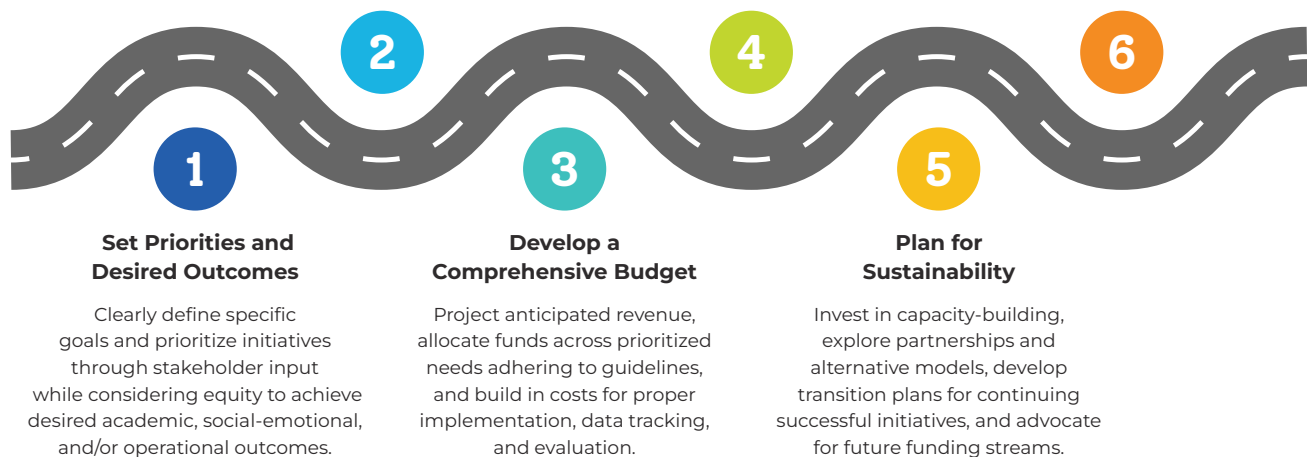 2
4
6
1
3
5
Set Priorities and
Desired Outcomes
Clearly define specific
goals and prioritize initiatives
through stakeholder input
while considering equity to achieve
desired academic, social-emotional,
and/or operational outcomes.
Develop a
Comprehensive Budget
Project anticipated revenue,
allocate funds across prioritized
needs adhering to guidelines,
and build in costs for proper
implementation, data tracking,
and evaluation.
Plan for
Sustainability
Invest in capacity-building,
explore partnerships and
alternative models, develop
transition plans for continuing
successful initiatives, and advocate
for future funding streams.